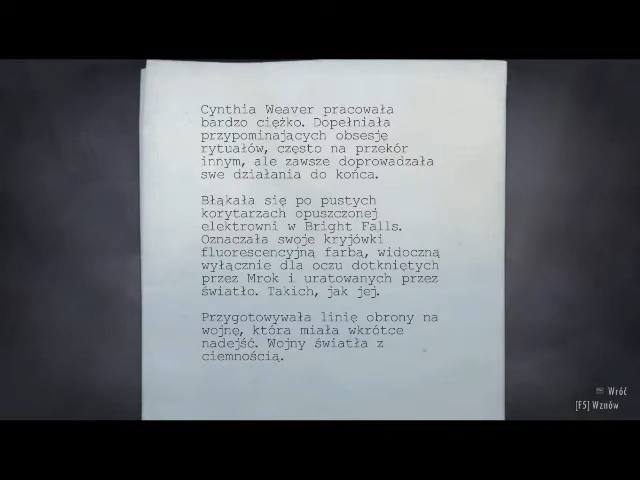 Cynthia Weaver pracowała
bardzo ciężko. Dopełniała
przypominających obsesję
rytuałów, często na przekór
innym, ale zawsze doprowadzała
swe działania do końca.
Błąkała się po pustych
korytarzach opuszczonej
elektrowni w Bright Falls.
Oznaczała swoje kryjówki
fluorescencyjną farbą, widoczną
wyłącznie dla oczu dotkniętych
przez Mrok i uratowanych przez
światło. Takich, jak jej.
Przygotowywała linię obrony na
wojnę, która miała wkrótce
nadejść. Wojny światła z
ciemnością.
Wróć
[F5] Wznów